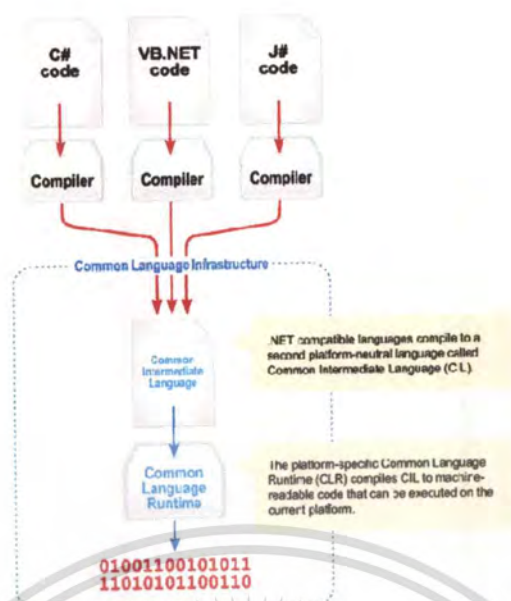 C#
code
VB.NET
code
J#
code
Compiler
Compiler
Compiler
Common Language Infrastructure
Common
Intermediate
Language
.NET compatible languages compile to a
second platform-neutral language called
Common Intermediate Language (CIL).
Common
Language
Runtime
The platform-specific Common Language
Runtime (CLR) compiles CIL to machine-
readable code that can be executed on the
current platform.
01001100101011
11010101100110